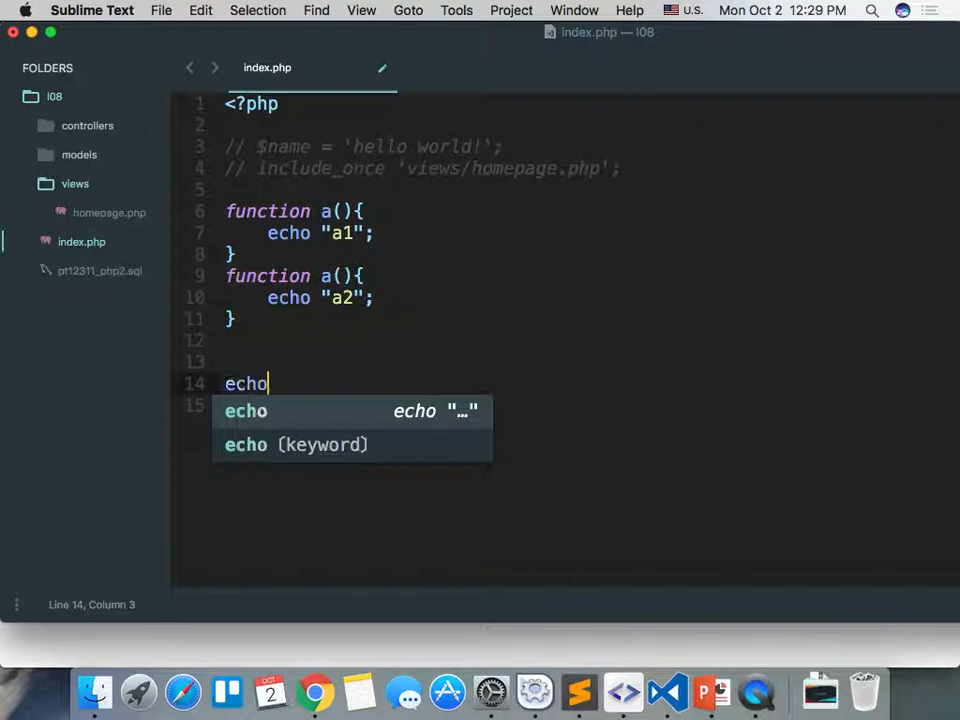 Sublime Text File Edit Selection Find View Goto Tools Project Window Help U.S. Mon Oct 2 12:29 PM
index.php — l08
FOLDERS
l08
controllers
models
views
homepage.php
index.php
pt12311_php2.sql
index.php
1 <?php
2
3 // $name = 'hello world!';
4 // include_once 'views/homepage.php';
5
6 function a(){
7 echo "a1";
8 }
9 function a(){
10 echo "a2";
11 }
12
13
14 echo
15
echo echo "…"
echo (keyword)
Line 14, Column 3
OCT
2